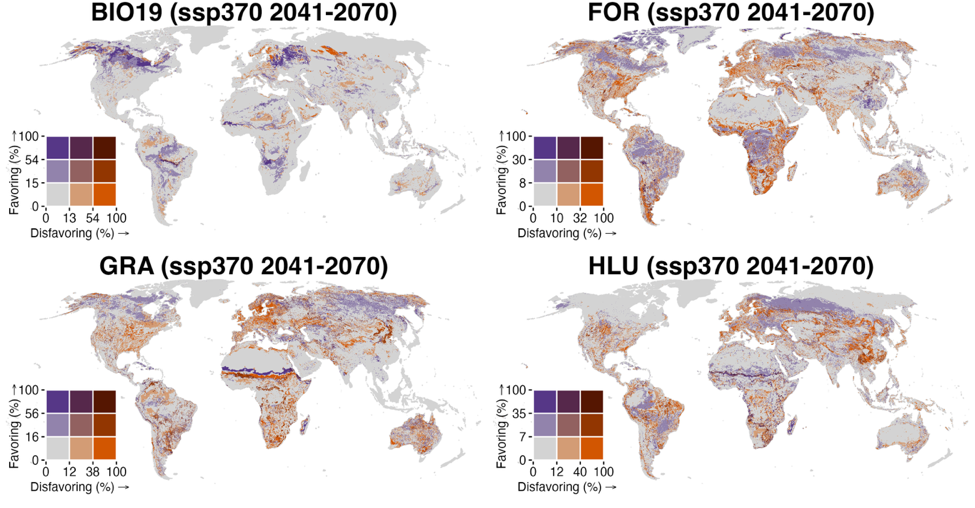 BIO19 (ssp370 2041-2070)
Favoring (%)
↑100
54
15
0
0 13 54 100
Disfavoring (%) →
FOR (ssp370 2041-2070)
Favoring (%)
↑100
30
8
0
0 10 32 100
Disfavoring (%) →
GRA (ssp370 2041-2070)
Favoring (%)
↑100
56
16
0
0 12 38 100
Disfavoring (%) →
HLU (ssp370 2041-2070)
Favoring (%)
↑100
35
7
0
0 12 40 100
Disfavoring (%) →